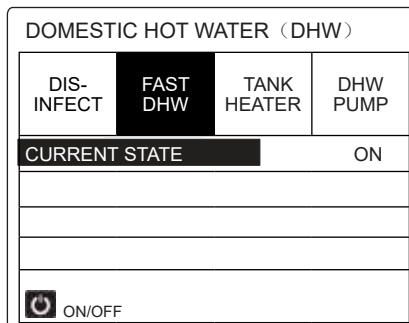 DOMESTIC HOT WATER（DHW）
DIS-
INFECT
FAST
DHW
TANK
HEATER
DHW
PUMP
CURRENT STATE ON
ON/OFF